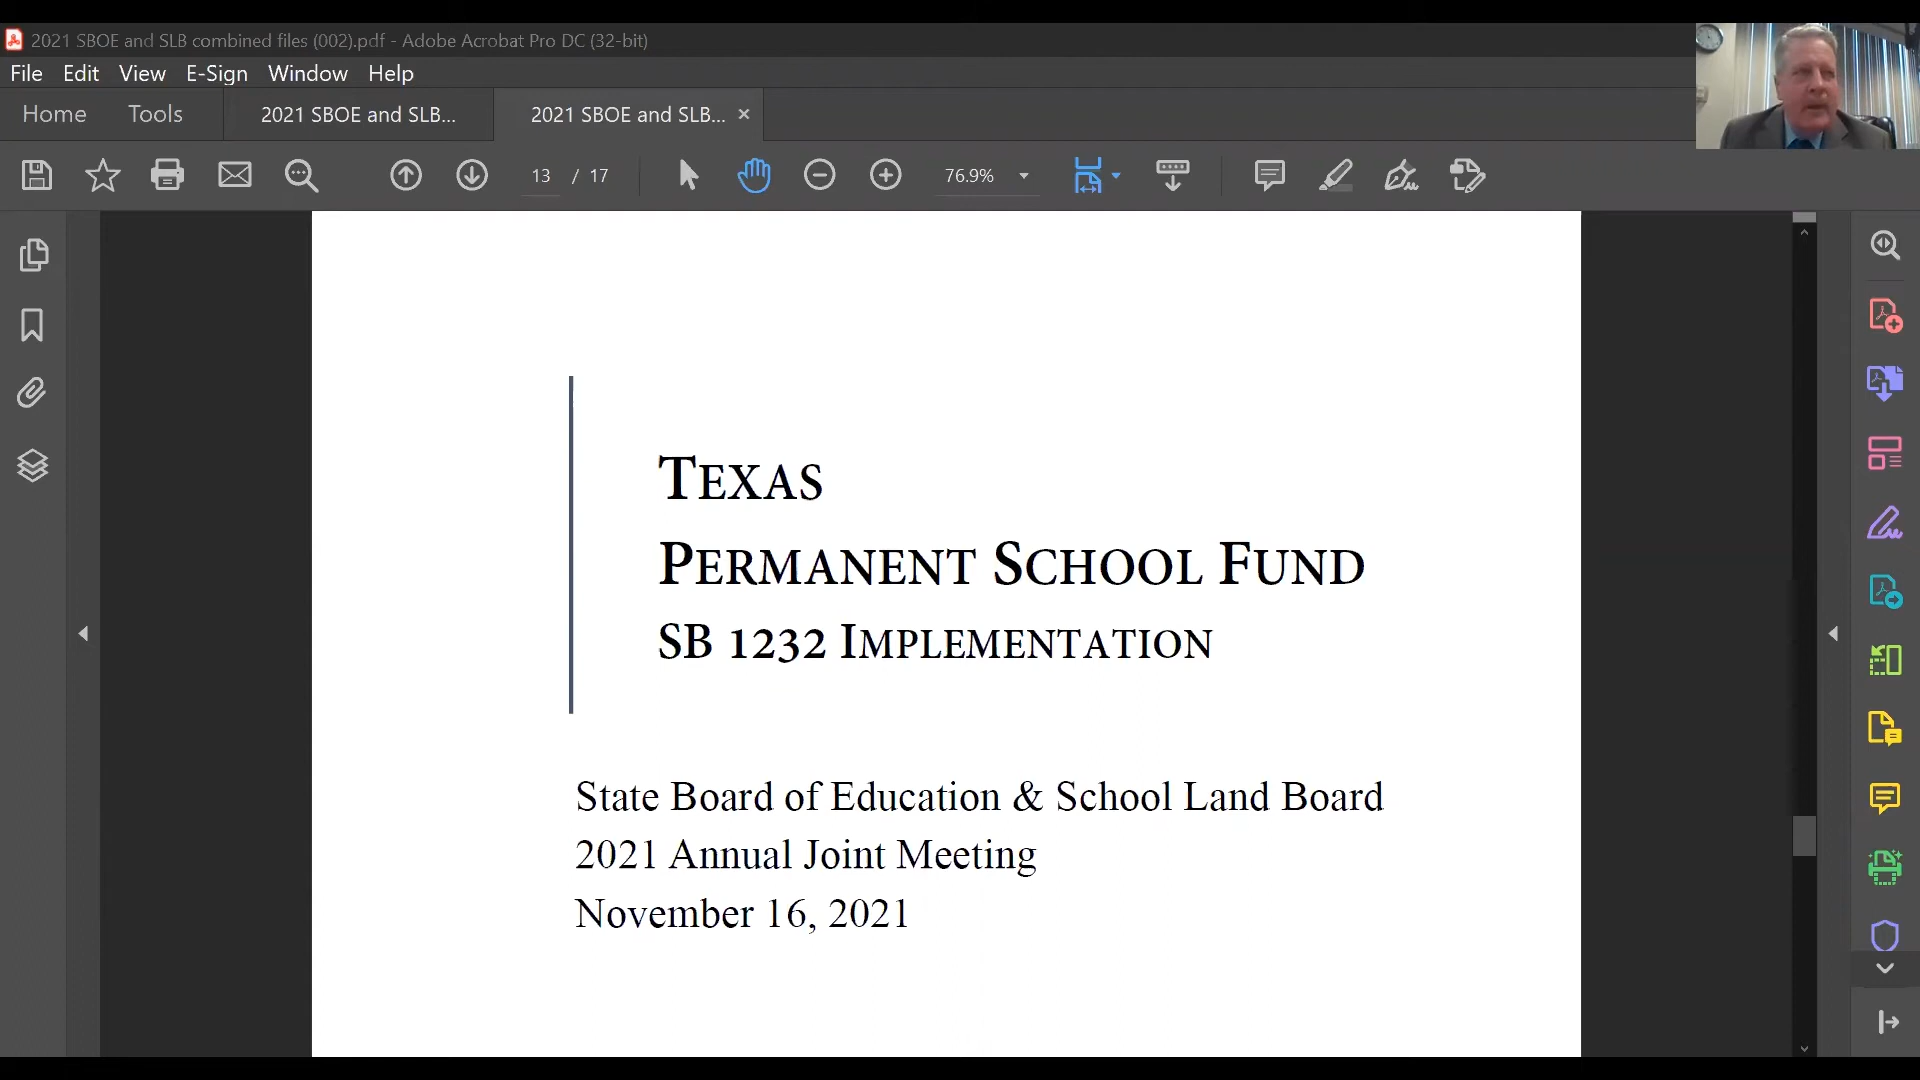 2021 SBOE and SLB combined files (002).pdf - Adobe Acrobat Pro DC (32-bit)
File Edit View E-Sign Window Help
Home Tools 2021 SBOE and SLB... 2021 SBOE and SLB... ×
13 / 17 76.9%
TEXAS
PERMANENT SCHOOL FUND
SB 1232 IMPLEMENTATION
State Board of Education & School Land Board
2021 Annual Joint Meeting
November 16, 2021